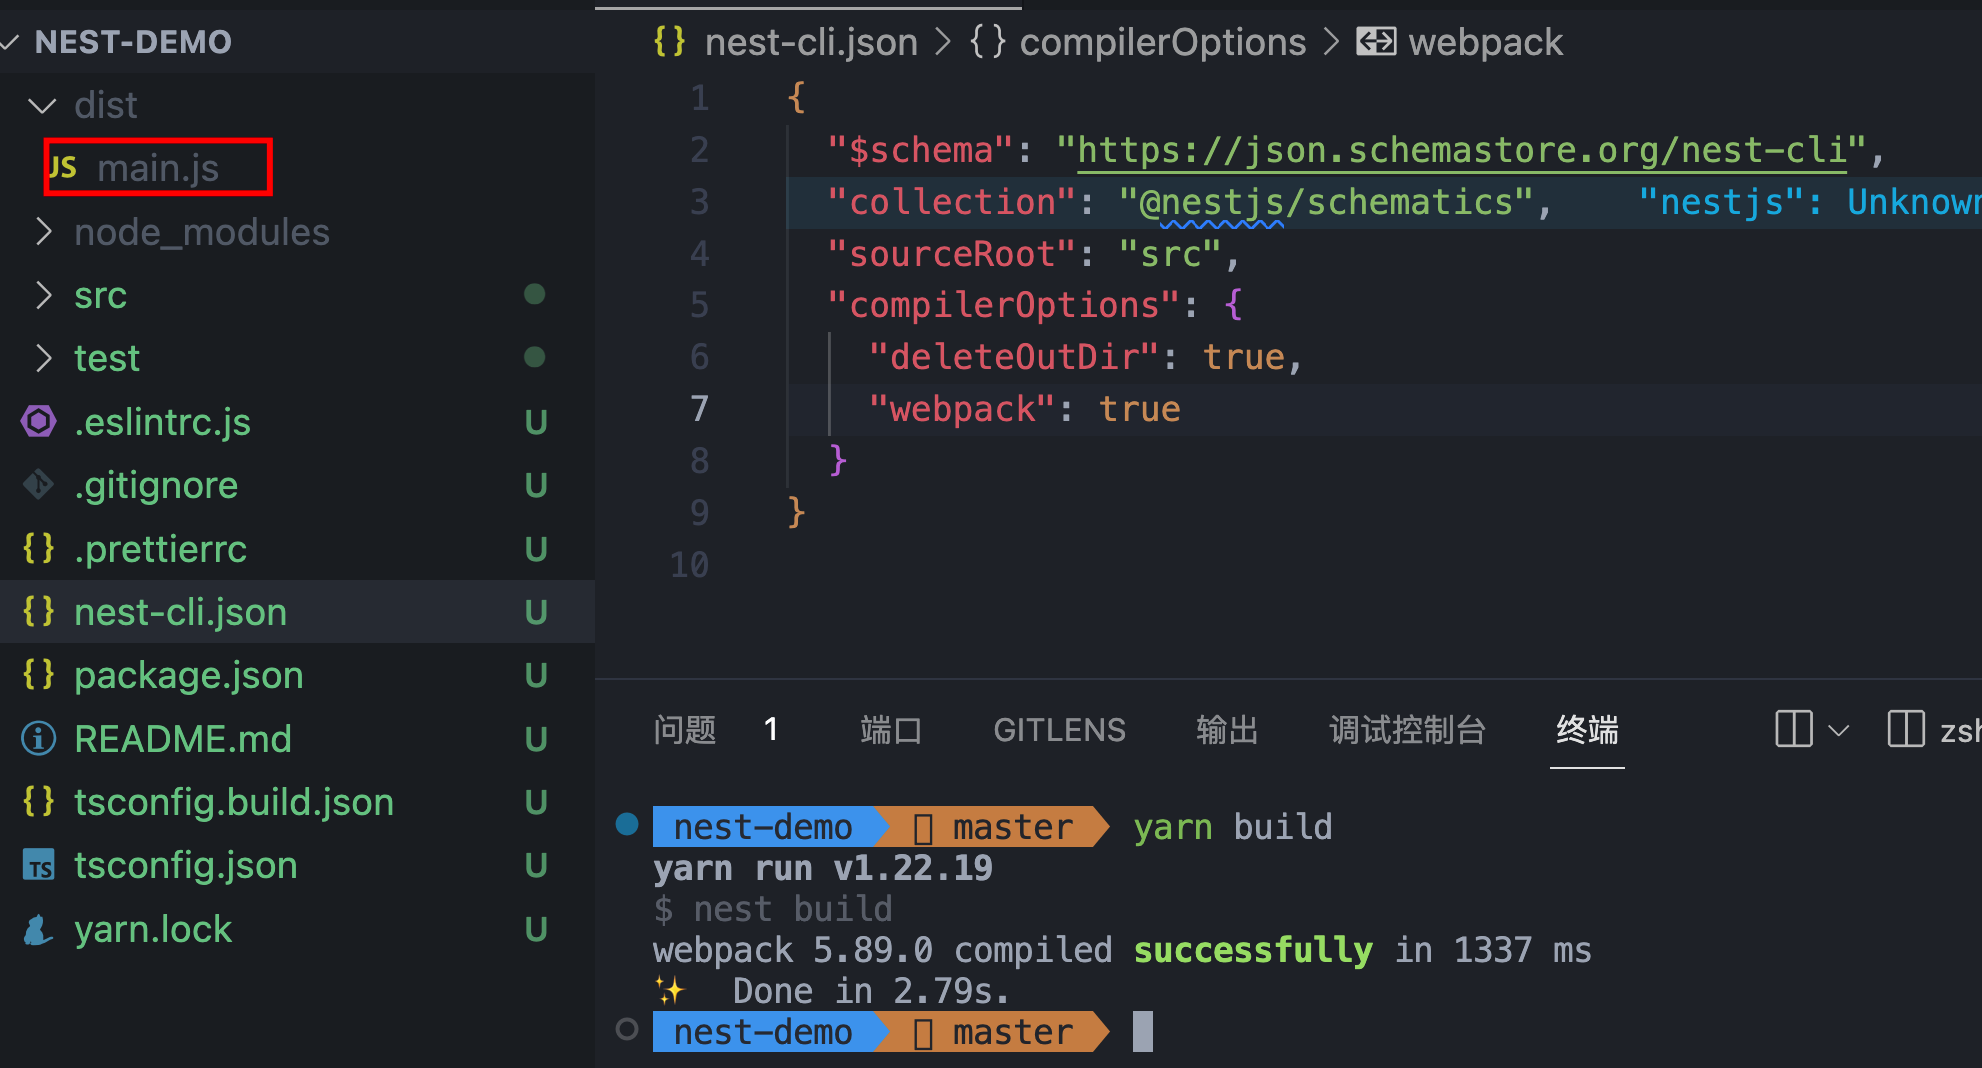 NEST-DEMO
dist
JS main.js
node_modules
src
test
.eslintrc.js U
.gitignore U
{} .prettierrc U
{} nest-cli.json U
{} package.json U
README.md U
{} tsconfig.build.json U
TS tsconfig.json U
yarn.lock U
{} nest-cli.json > {} compilerOptions > webpack
1 {
2 "$schema": "https://json.schemastore.org/nest-cli",
3 "collection": "@nestjs/schematics", "nestjs": Unknown
4 "sourceRoot": "src",
5 "compilerOptions": {
6 "deleteOutDir": true,
7 "webpack": true
8 }
9 }
10
问题 1 端口 GITLENS 输出 调试控制台 终端 zsh
nest-demo master yarn build
yarn run v1.22.19
$ nest build
webpack 5.89.0 compiled successfully in 1337 ms
✨ Done in 2.79s.
nest-demo master